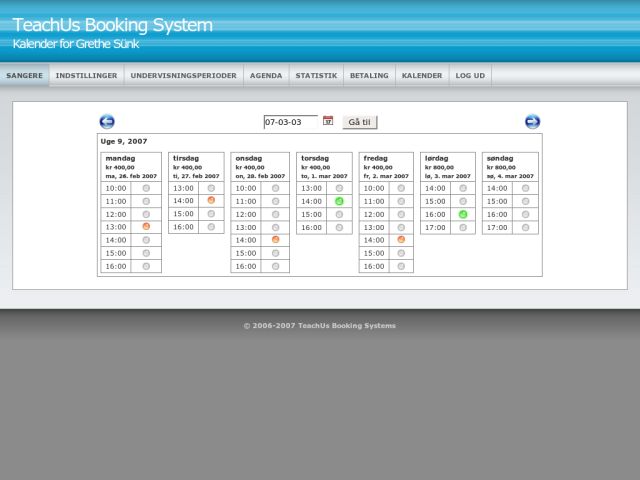 TeachUs Booking System
Kalender for Grethe Sünk
SANGERE INDSTILLINGER UNDERVISNINGSPERIODER AGENDA STATISTIK BETALING KALENDER LOG UD
07-03-03 Gå til
Uge 9, 2007
mandag
kr 400,00
ma, 26. feb 2007
10:00
11:00
12:00
13:00
14:00
15:00
16:00
tirsdag
kr 400,00
ti, 27. feb 2007
13:00
14:00
15:00
16:00
onsdag
kr 400,00
on, 28. feb 2007
10:00
11:00
12:00
13:00
14:00
15:00
16:00
torsdag
kr 400,00
to, 1. mar 2007
13:00
14:00
15:00
16:00
fredag
kr 400,00
fr, 2. mar 2007
10:00
11:00
12:00
13:00
14:00
15:00
16:00
lørdag
kr 800,00
lø, 3. mar 2007
14:00
15:00
16:00
17:00
søndag
kr 800,00
sø, 4. mar 2007
14:00
15:00
16:00
17:00
© 2006-2007 TeachUs Booking Systems